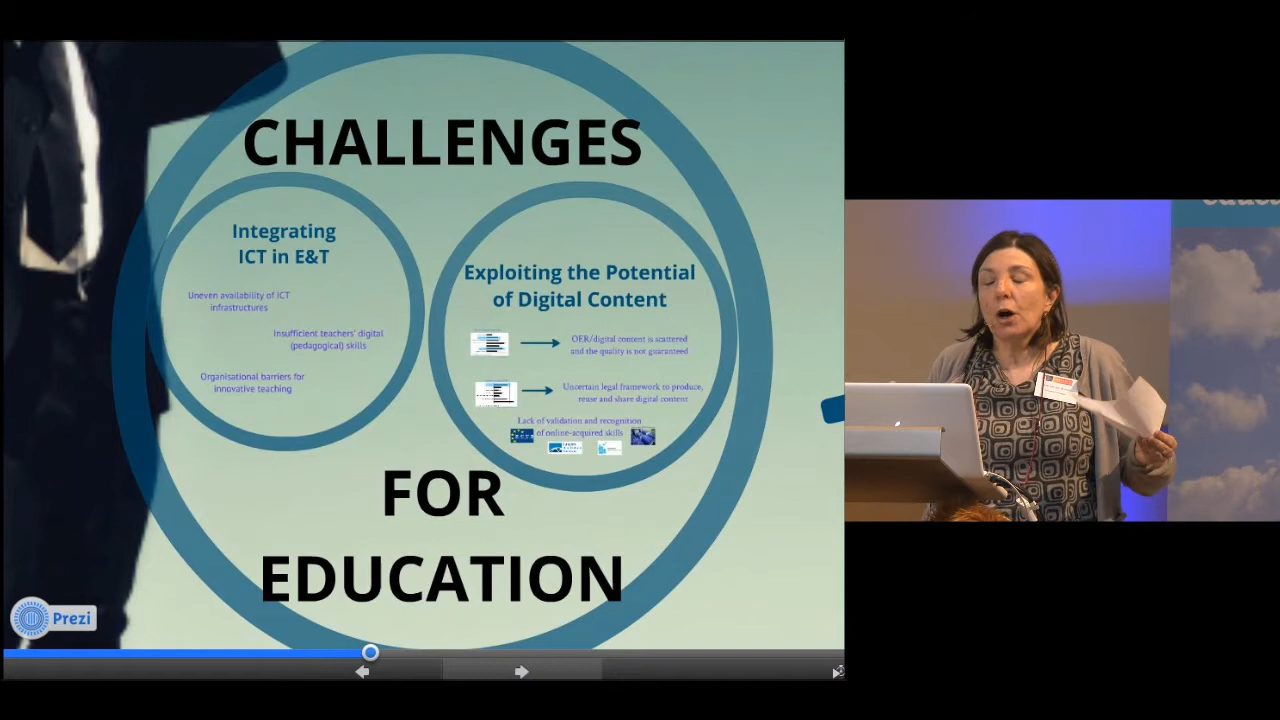 CHALLENGES
Integrating
ICT in E&T
Uneven availability of ICT
infrastructures
Insufficient teachers' digital
(pedagogical) skills
Organisational barriers for
innovative teaching
Exploiting the Potential
of Digital Content
OER/digital content is scattered
and the quality is not guaranteed
Uncertain legal framework to produce,
reuse and share digital content
Lack of validation and recognition
of online-acquired skills
FOR
EDUCATION
Prezi